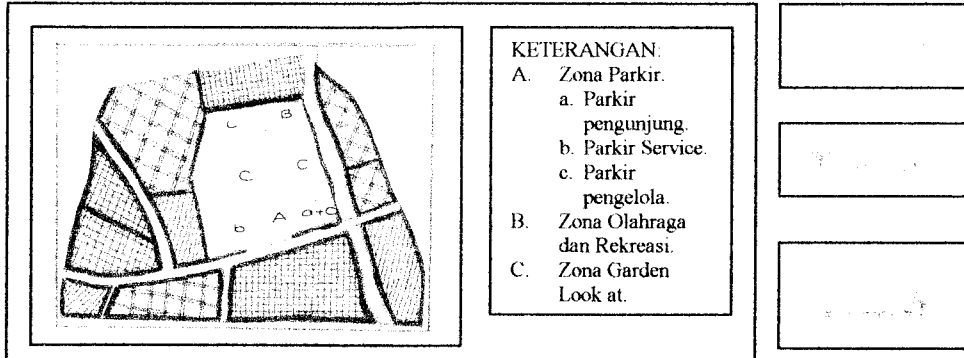 C B
C C
A a+c
b
KETERANGAN:
A. Zona Parkir.
a. Parkir
pengunjung.
b. Parkir Service.
c. Parkir
pengelola.
B. Zona Olahraga
dan Rekreasi.
C. Zona Garden
Look at.